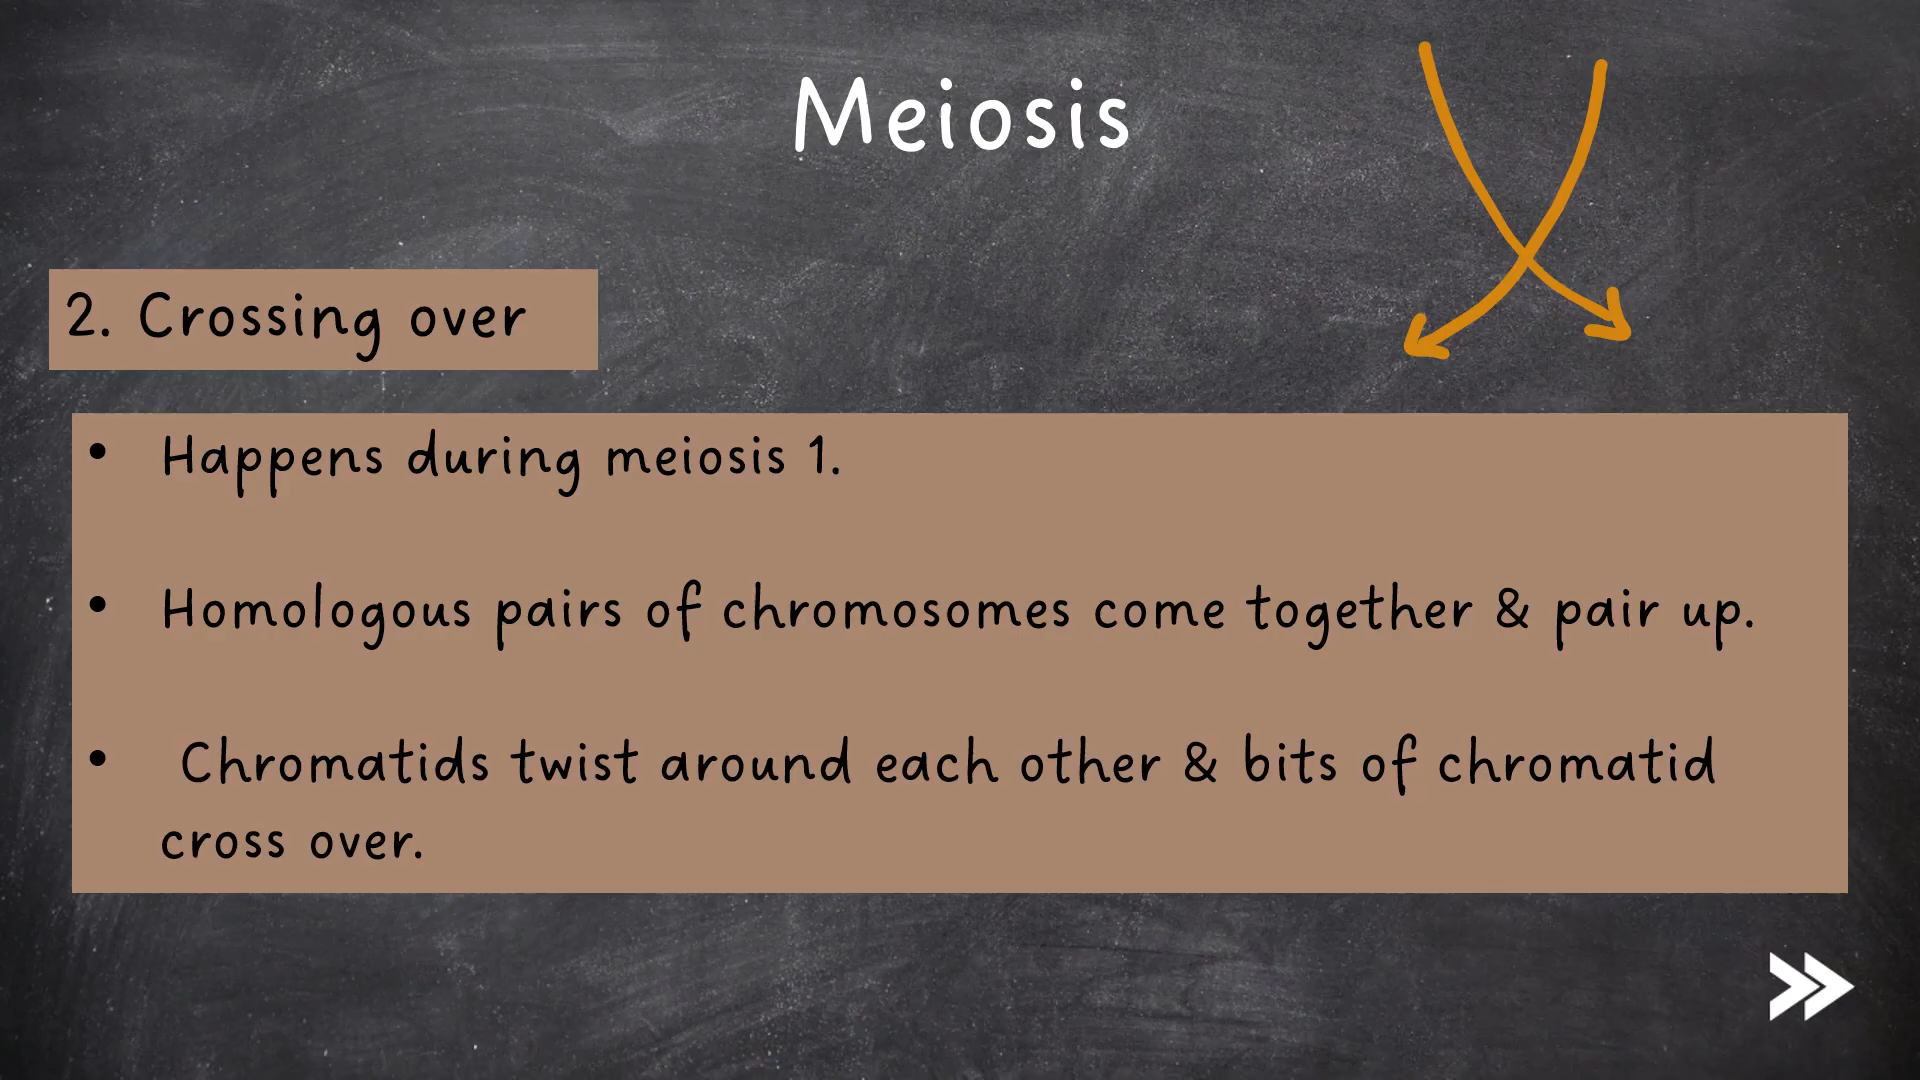 Meiosis
2. Crossing over
• Happens during meiosis 1.
• Homologous pairs of chromosomes come together & pair up.
• Chromatids twist around each other & bits of chromatid
cross over.